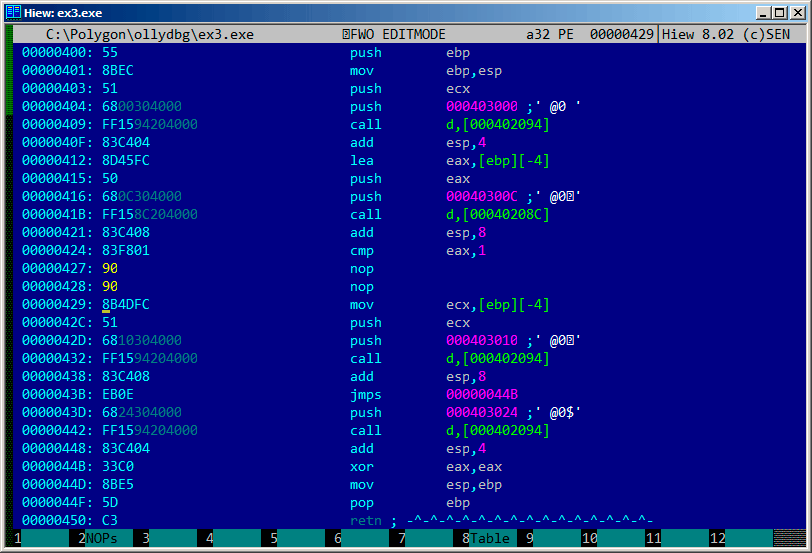 Hiew: ex3.exe
C:\Polygon\ollydbg\ex3.exe FWO EDITMODE a32 PE 00000429 Hiew 8.02 (c)SEN
00000400: 55 push ebp
00000401: 8BEC mov ebp,esp
00000403: 51 push ecx
00000404: 6800304000 push 000403000 ;' @0 '
00000409: FF1594204000 call d,[000402094]
0000040F: 83C404 add esp,4
00000412: 8D45FC lea eax,[ebp][-4]
00000415: 50 push eax
00000416: 680C304000 push 00040300C ;' @0'
0000041B: FF158C204000 call d,[00040208C]
00000421: 83C408 add esp,8
00000424: 83F801 cmp eax,1
00000427: 90 nop
00000428: 90 nop
00000429: 8B4DFC mov ecx,[ebp][-4]
0000042C: 51 push ecx
0000042D: 6810304000 push 000403010 ;' @0'
00000432: FF1594204000 call d,[000402094]
00000438: 83C408 add esp,8
0000043B: EB0E jmps 00000044B
0000043D: 6824304000 push 000403024 ;' @0$'
00000442: FF1594204000 call d,[000402094]
00000448: 83C404 add esp,4
0000044B: 33C0 xor eax,eax
0000044D: 8BE5 mov esp,ebp
0000044F: 5D pop ebp
00000450: C3 retn ; -^-^-^-^-^-^-^-^-^-^-^-^-^-^-^-
1 2NOPs 3 4 5 6 7 8Table 9 10 11 12